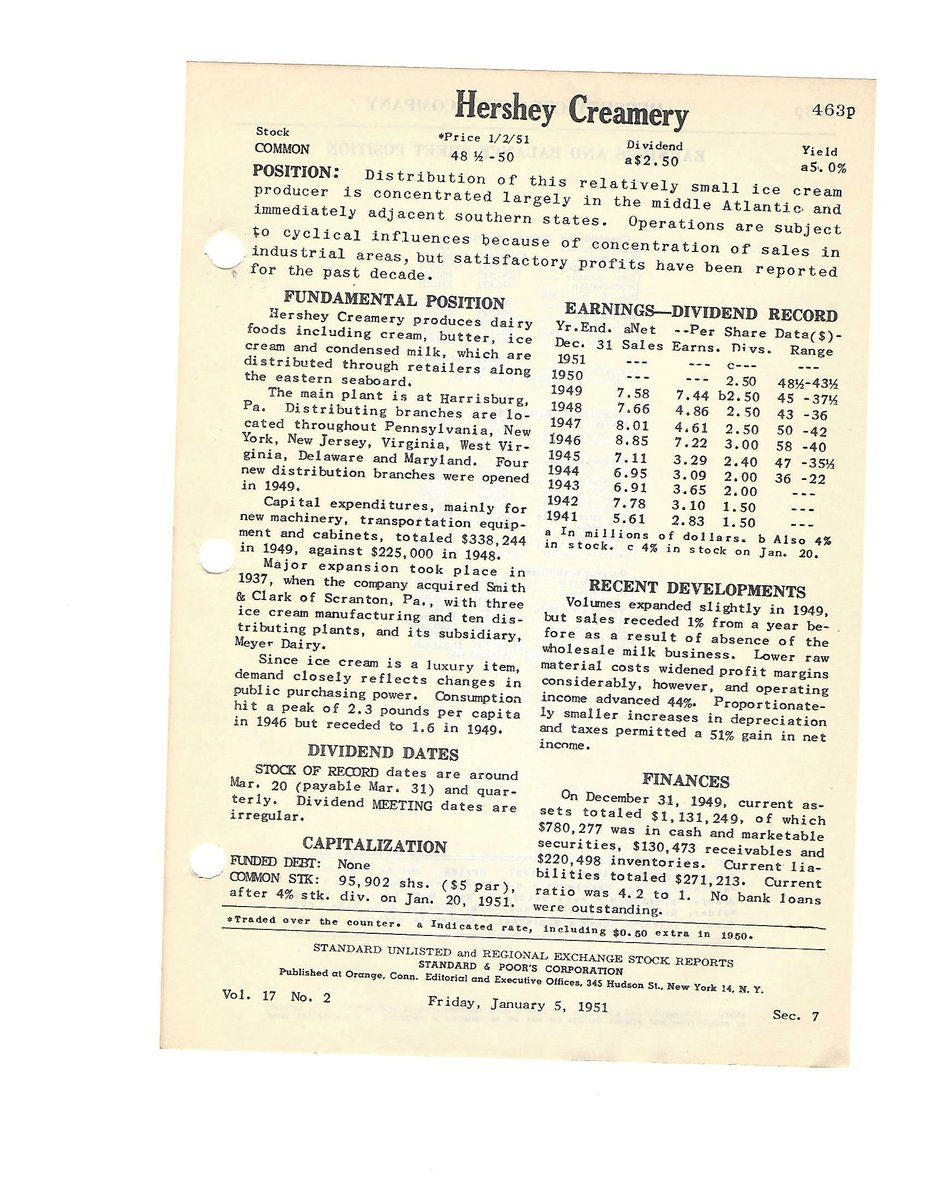 Hershey Creamery
463p
Stock *Price 1/2/51 Dividend Yield
COMMON 48 ½ -50 a$2.50 a5.0%
POSITION: Distribution of this relatively small ice cream
producer is concentrated largely in the middle Atlantic and
immediately adjacent southern states. Operations are subject
to cyclical influences because of concentration of sales in
industrial areas, but satisfactory profits have been reported
for the past decade.
FUNDAMENTAL POSITION
Hershey Creamery produces dairy
foods including cream, butter, ice
cream and condensed milk, which are
distributed through retailers along
the eastern seaboard.
The main plant is at Harrisburg,
Pa. Distributing branches are lo-
cated throughout Pennsylvania, New
York, New Jersey, Virginia, West Vir-
ginia, Delaware and Maryland. Four
new distribution branches were opened
in 1949.
Capital expenditures, mainly for
new machinery, transportation equip-
ment and cabinets, totaled $338,244
in 1949, against $225,000 in 1948.
Major expansion took place in
1937, when the company acquired Smith
& Clark of Scranton, Pa., with three
ice cream manufacturing and ten dis-
tributing plants, and its subsidiary,
Meyer Dairy.
Since ice cream is a luxury item,
demand closely reflects changes in
public purchasing power. Consumption
hit a peak of 2.3 pounds per capita
in 1946 but receded to 1.6 in 1949.
DIVIDEND DATES
STOCK OF RECORD dates are around
Mar. 20 (payable Mar. 31) and quar-
terly. Dividend MEETING dates are
irregular.
CAPITALIZATION
FUNDED DEBT: None
COMMON STK: 95,902 shs. ($5 par),
after 4% stk. div. on Jan. 20, 1951.
EARNINGS—DIVIDEND RECORD
Yr.End. aNet --Per Share Data($)-
Dec. 31 Sales Earns. Divs. Range
1951 --- --- c--- ---
1950 --- --- 2.50 48½-43½
1949 7.58 7.44 b2.50 45 -37½
1948 7.66 4.86 2.50 43 -36
1947 8.01 4.61 2.50 50 -42
1946 8.85 7.22 3.00 58 -40
1945 7.11 3.29 2.40 47 -35½
1944 6.95 3.09 2.00 36 -22
1943 6.91 3.65 2.00 ---
1942 7.78 3.10 1.50 ---
1941 5.61 2.83 1.50 ---
a In millions of dollars. b Also 4%
in stock. c 4% in stock on Jan. 20.
RECENT DEVELOPMENTS
Volumes expanded slightly in 1949,
but sales receded 1% from a year be-
fore as a result of absence of the
wholesale milk business. Lower raw
material costs widened profit margins
considerably, however, and operating
income advanced 44%. Proportionate-
ly smaller increases in depreciation
and taxes permitted a 51% gain in net
income.
FINANCES
On December 31, 1949, current as-
sets totaled $1,131,249, of which
$780,277 was in cash and marketable
securities, $130,473 receivables and
$220,498 inventories. Current lia-
bilities totaled $271,213. Current
ratio was 4.2 to 1. No bank loans
were outstanding.
*Traded over the counter. a Indicated rate, including $0.50 extra in 1950.
STANDARD UNLISTED and REGIONAL EXCHANGE STOCK REPORTS
STANDARD & POOR'S CORPORATION
Published at Orange, Conn. Editorial and Executive Offices, 345 Hudson St., New York 14, N. Y.
Vol. 17 No. 2 Friday, January 5, 1951 Sec. 7